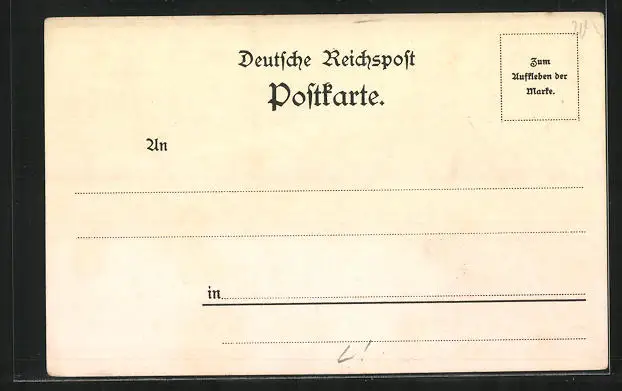 Deutsche Reichspost
Postkarte.
Zum
Aufkleben der
Marke.
An
in